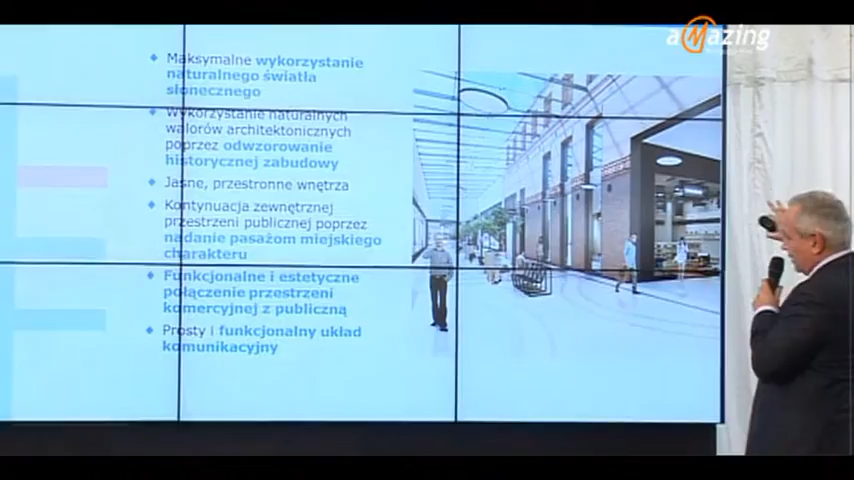 aMazing
Maksymalne wykorzystanie
naturalnego światła
słonecznego
Wykorzystanie naturalnych
walorów architektonicznych
poprzez odwzorowanie
historycznej zabudowy
Jasne, przestronne wnętrza
Kontynuacja zewnętrznej
przestrzeni publicznej poprzez
nadanie pasażom miejskiego
charakteru
Funkcjonalne i estetyczne
połączenie przestrzeni
komercyjnej z publiczną
Prosty i funkcjonalny układ
komunikacyjny